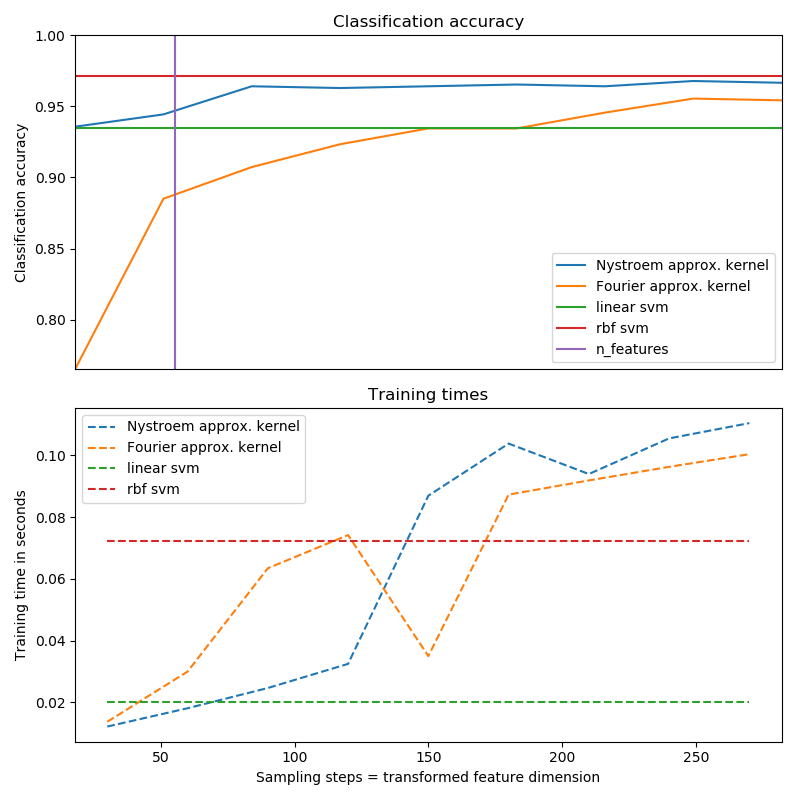 Classification accuracy
1.00
0.95
0.90
0.85
0.80
Classification accuracy
Nystroem approx. kernel
Fourier approx. kernel
linear svm
rbf svm
n_features
Training times
Nystroem approx. kernel
Fourier approx. kernel
linear svm
rbf svm
0.10
0.08
0.06
0.04
0.02
Training time in seconds
50 100 150 200 250
Sampling steps = transformed feature dimension